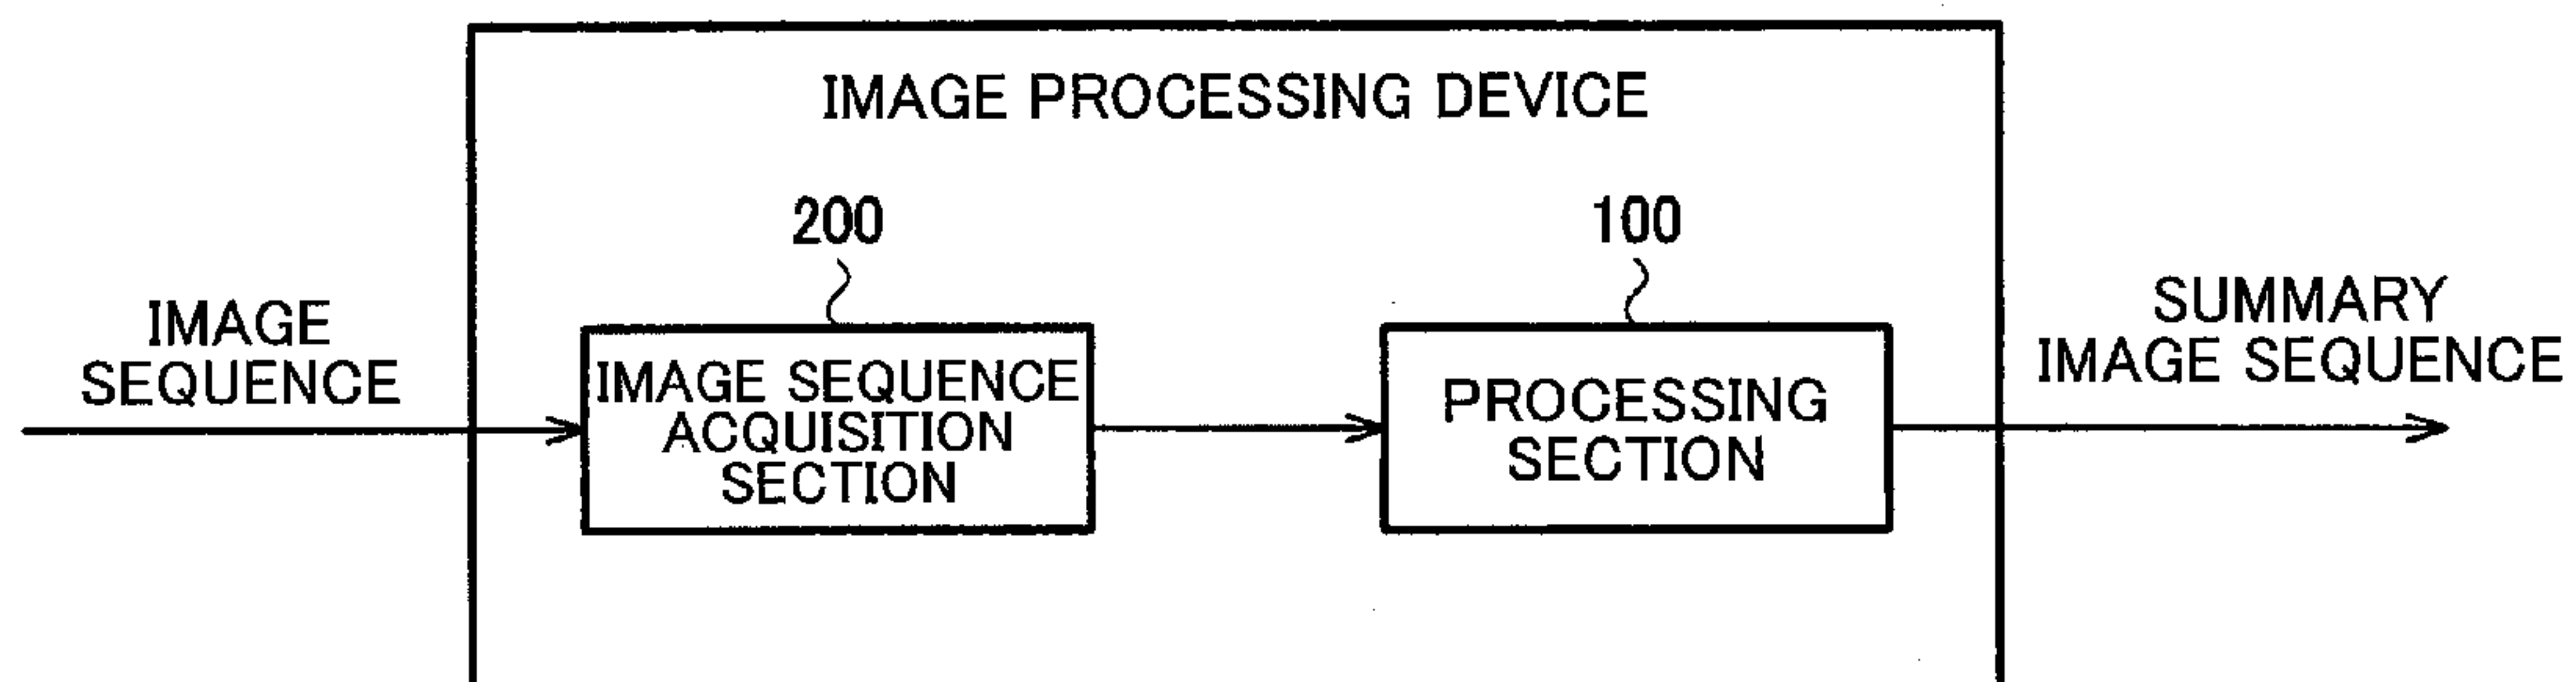 IMAGE PROCESSING DEVICE
200
100
IMAGE
SEQUENCE
IMAGE SEQUENCE
ACQUISITION
SECTION
PROCESSING
SECTION
SUMMARY
IMAGE SEQUENCE